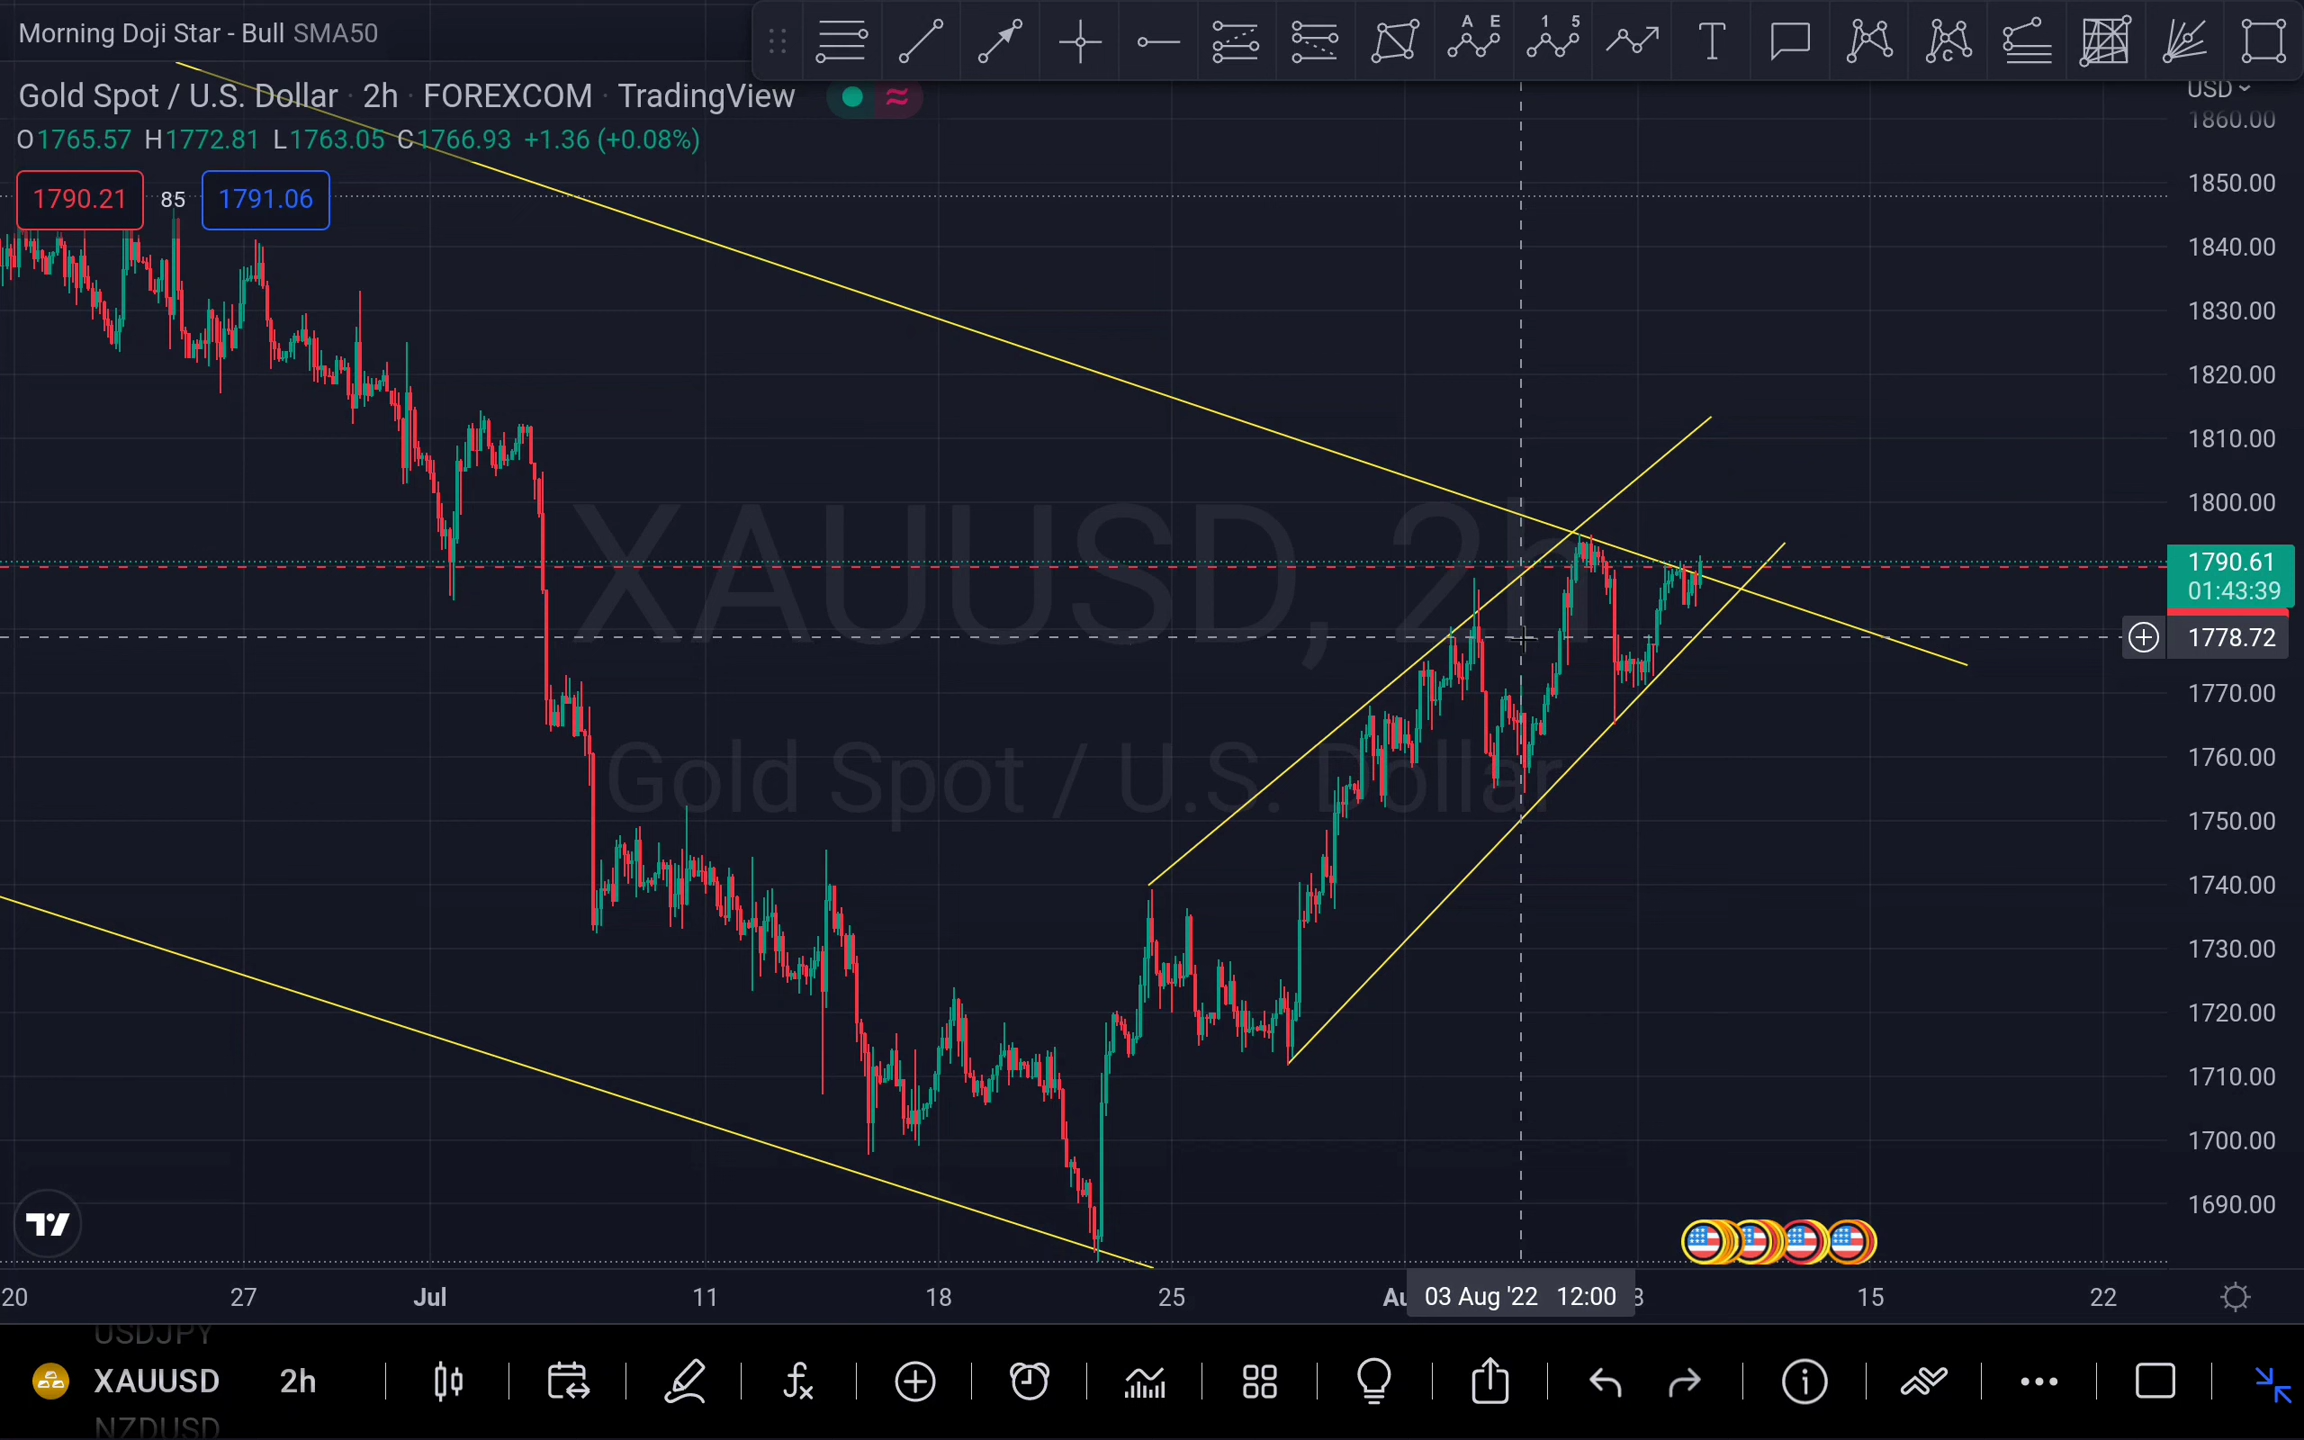 Morning Doji Star - Bull SMA50
A E
1 5
T
C
Gold Spot / U.S. Dollar · 2h · FOREXCOM · TradingView
USD
1860.00
O1765.57 H1772.81 L1763.05 C1766.93 +1.36 (+0.08%)
1850.00
1790.21 85 1791.06
1840.00
1830.00
1820.00
1810.00
1800.00
XAUUSD, 2h
1790.61
01:43:39
1778.72
1770.00
Gold Spot / U.S. Dollar
1760.00
1750.00
1740.00
1730.00
1720.00
1710.00
1700.00
1690.00
20 27 Jul 11 18 25 03 Aug '22 12:00 15 22
USDJPY
XAUUSD 2h
NZDUSD